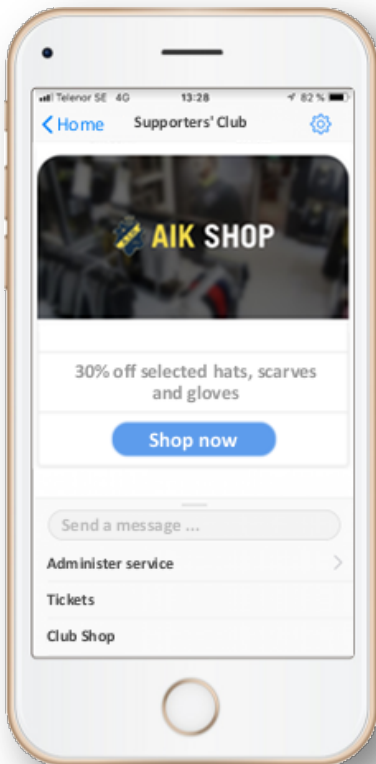 Telenor SE 4G 13:28 82 %
Home Supporters' Club
AIK SHOP
30% off selected hats, scarves
and gloves
Shop now
Send a message ...
Administer service
Tickets
Club Shop